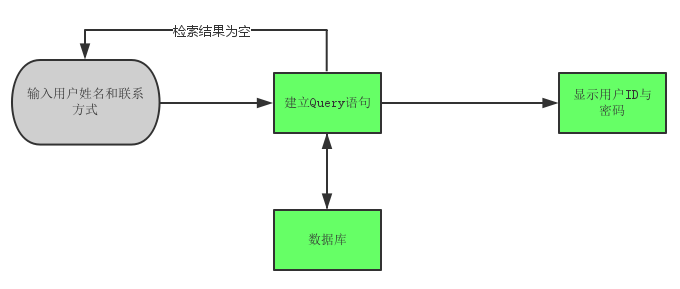 检索结果为空
输入用户姓名和联系
方式
建立Query语句
显示用户ID与
密码
数据库